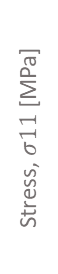 Stress, σ11 [MPa]